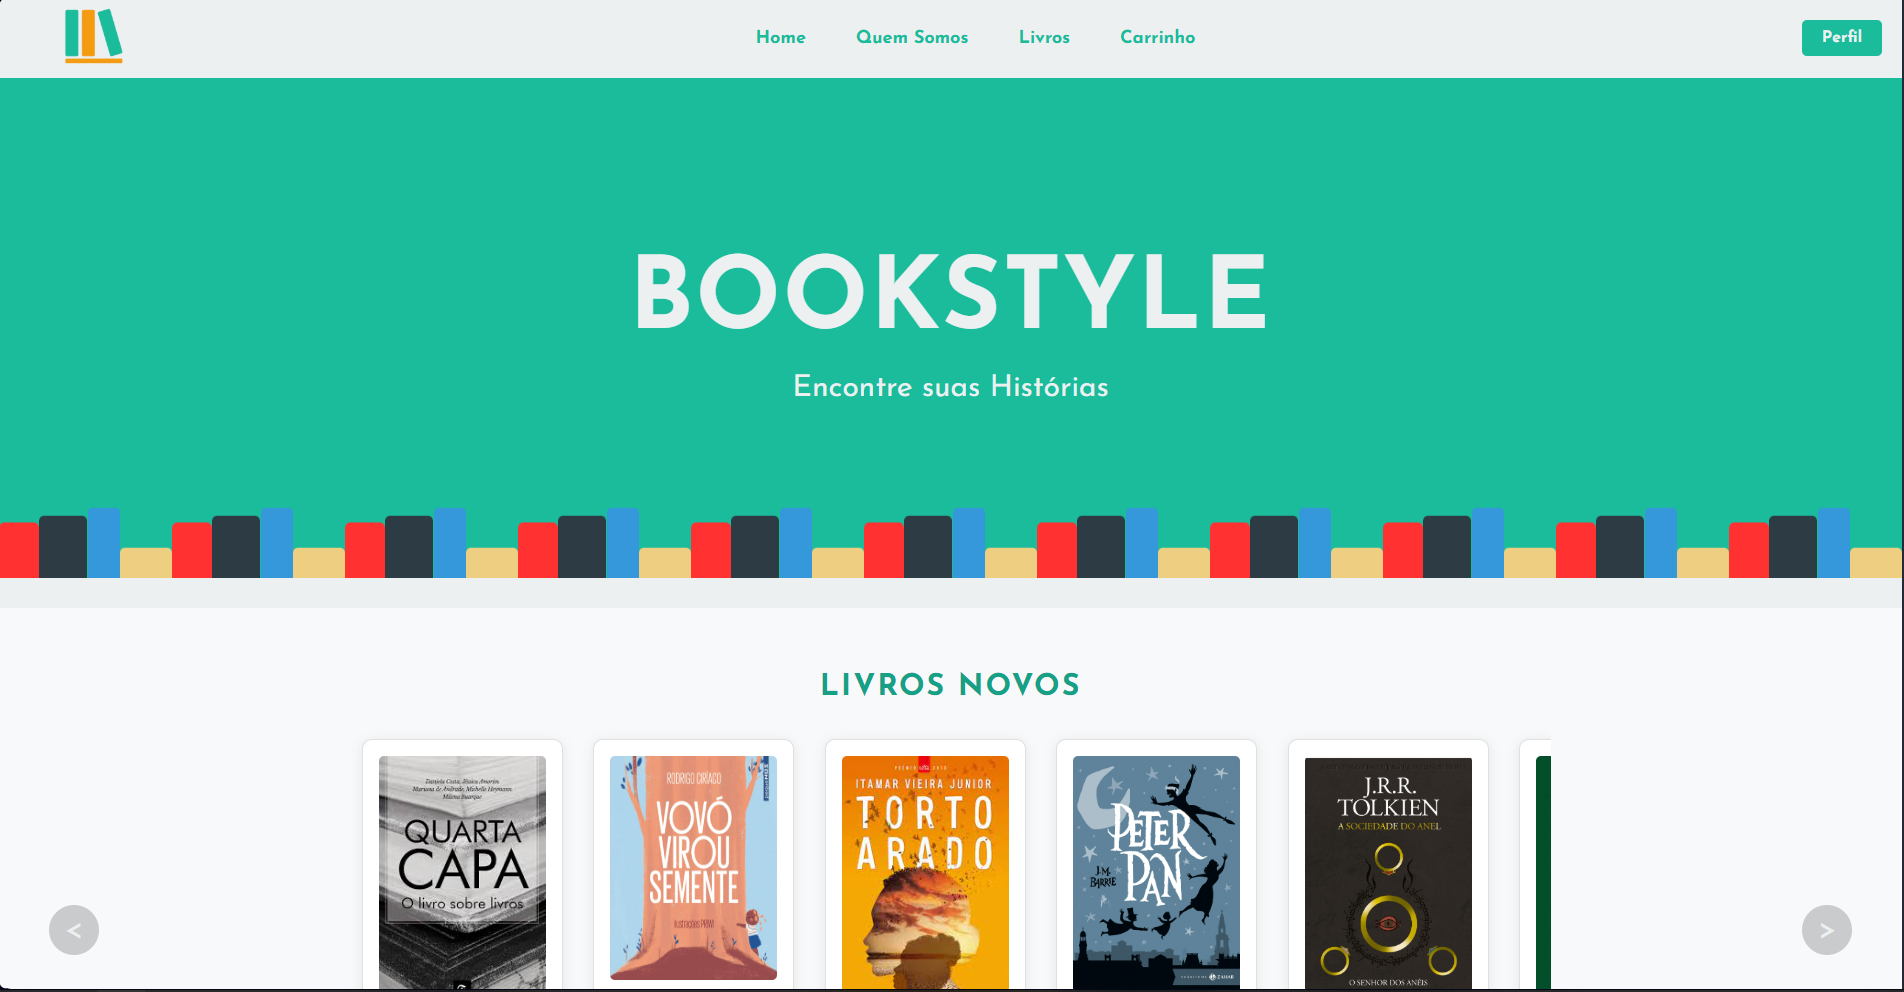 Home
Quem Somos
Livros
Carrinho
Perfil
BOOKSTYLE
Encontre suas Histórias
LIVROS NOVOS
Daniela Costa, Jéssica Amorim,
Mariana de Andrade, Michelle Heymann,
Milena Buarque
QUARTA
CAPA
O livro sobre livros
RODRIGO CIRÍACO
VOVÓ
VIROU
SEMENTE
Ilustrações PRWI
ITAMAR VIEIRA JUNIOR
TORTO
ARADO
PETER
PAN
J.M.
BARRIE
ZAHAR
J.R.R.
TOLKIEN
A SOCIEDADE DO ANEL
O SENHOR DOS ANÉIS
<
>